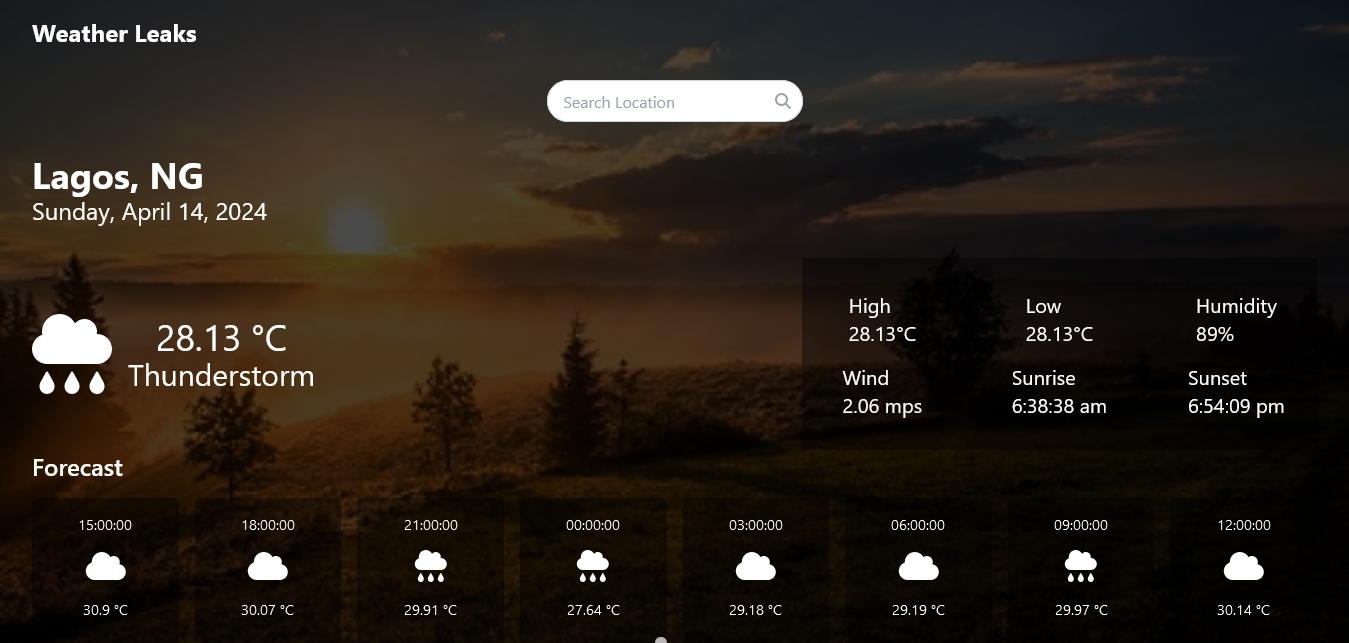 Weather Leaks
Search Location
Lagos, NG
Sunday, April 14, 2024
28.13 °C
Thunderstorm
High Low Humidity
28.13°C 28.13°C 89%
Wind Sunrise Sunset
2.06 mps 6:38:38 am 6:54:09 pm
Forecast
15:00:00 18:00:00 21:00:00 00:00:00 03:00:00 06:00:00 09:00:00 12:00:00
30.9 °C 30.07 °C 29.91 °C 27.64 °C 29.18 °C 29.19 °C 29.97 °C 30.14 °C